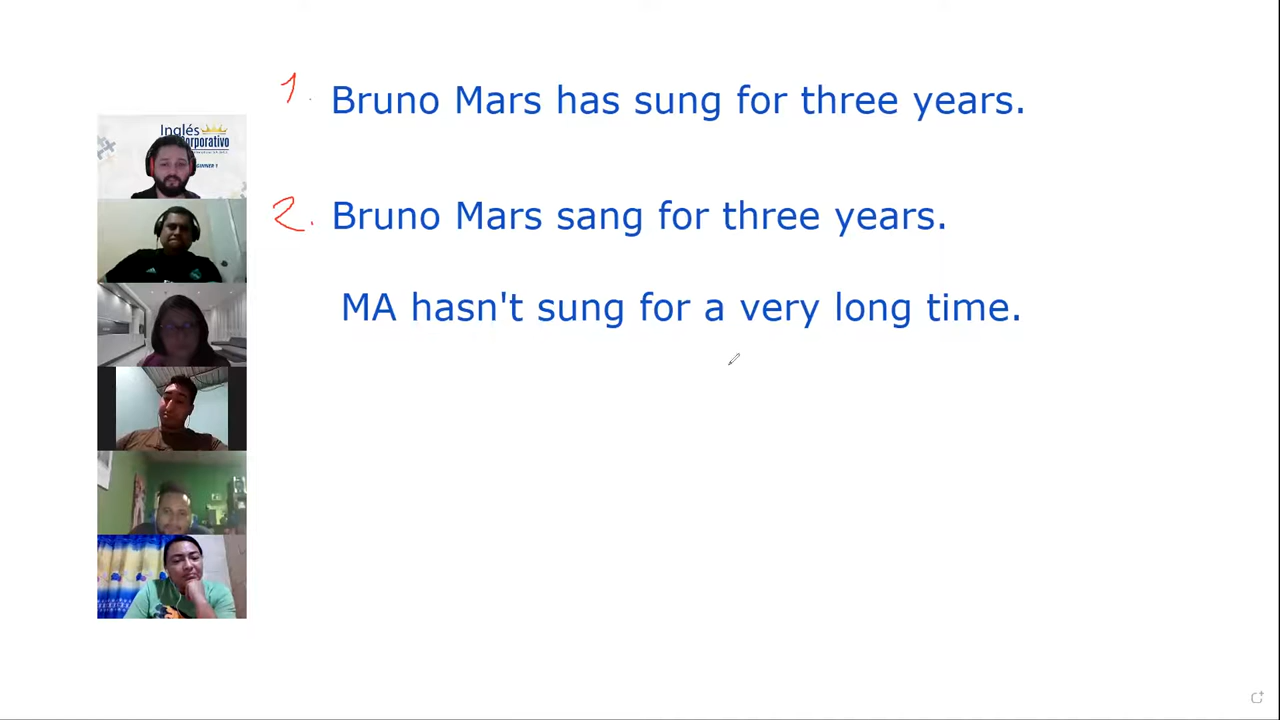 1. Bruno Mars has sung for three years.
2. Bruno Mars sang for three years.
MA hasn't sung for a very long time.
Inglés
Corporativo